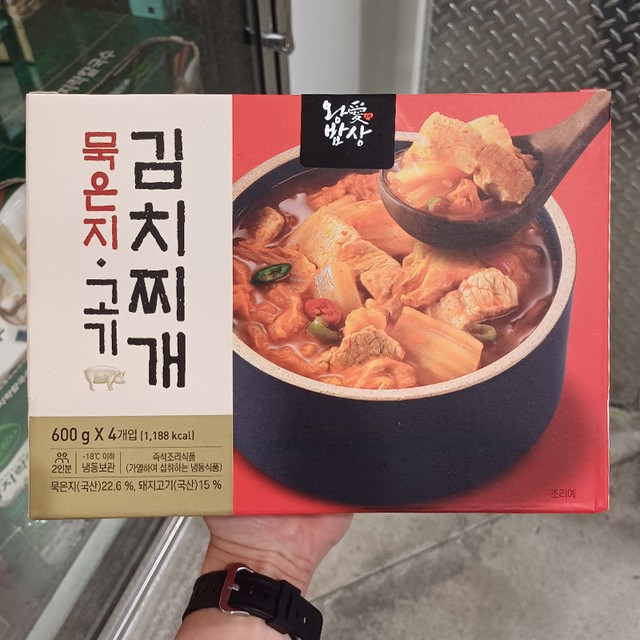 왕愛
밥상
김치찌개
묵은지·고기
600 g X 4개입 (1,188 kcal)
2인분
-18℃ 이하
냉동보관
즉석조리식품
(가열하여 섭취하는 냉동식품)
묵은지(국산)22.6 %, 돼지고기(국산)15 %
조리예